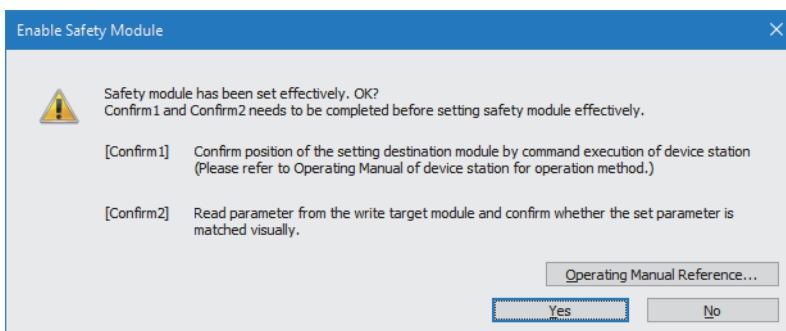 Enable Safety Module
Safety module has been set effectively. OK?
Confirm1 and Confirm2 needs to be completed before setting safety module effectively.
[Confirm1] Confirm position of the setting destination module by command execution of device station
(Please refer to Operating Manual of device station for operation method.)
[Confirm2] Read parameter from the write target module and confirm whether the set parameter is
matched visually.
Operating Manual Reference...
Yes No